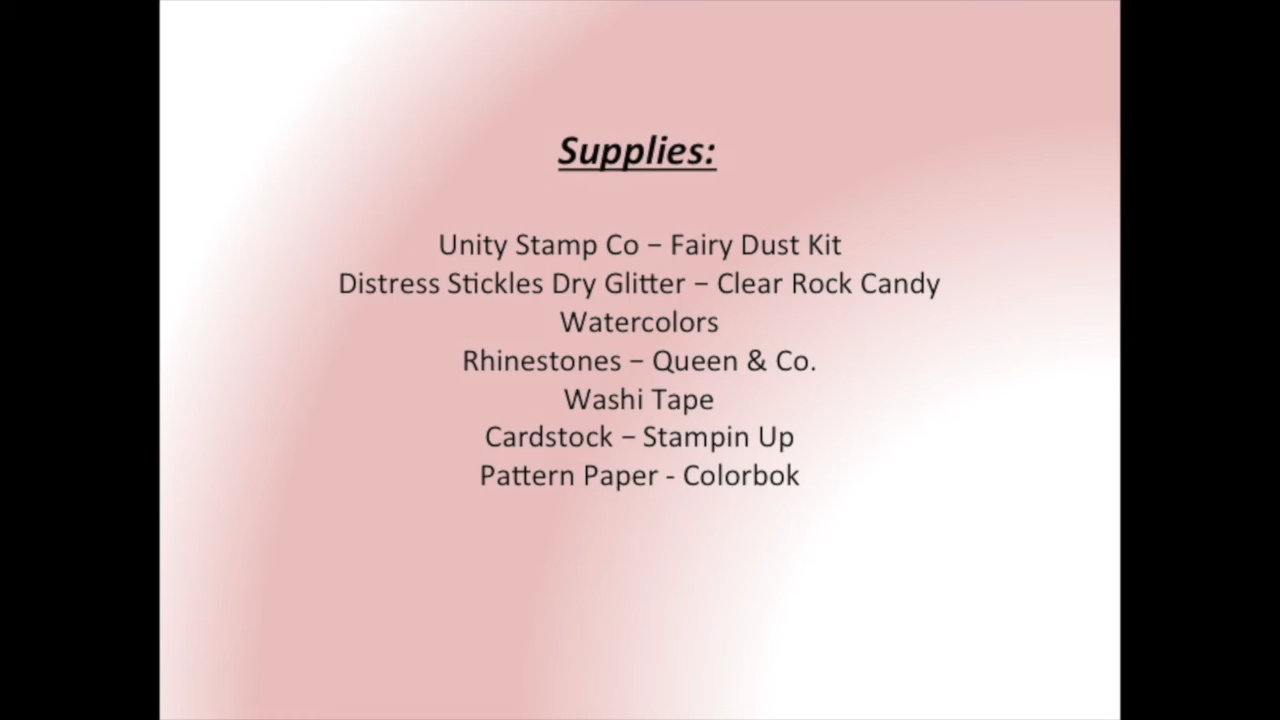 Supplies:
Unity Stamp Co – Fairy Dust Kit
Distress Stickles Dry Glitter – Clear Rock Candy
Watercolors
Rhinestones – Queen & Co.
Washi Tape
Cardstock – Stampin Up
Pattern Paper - Colorbok